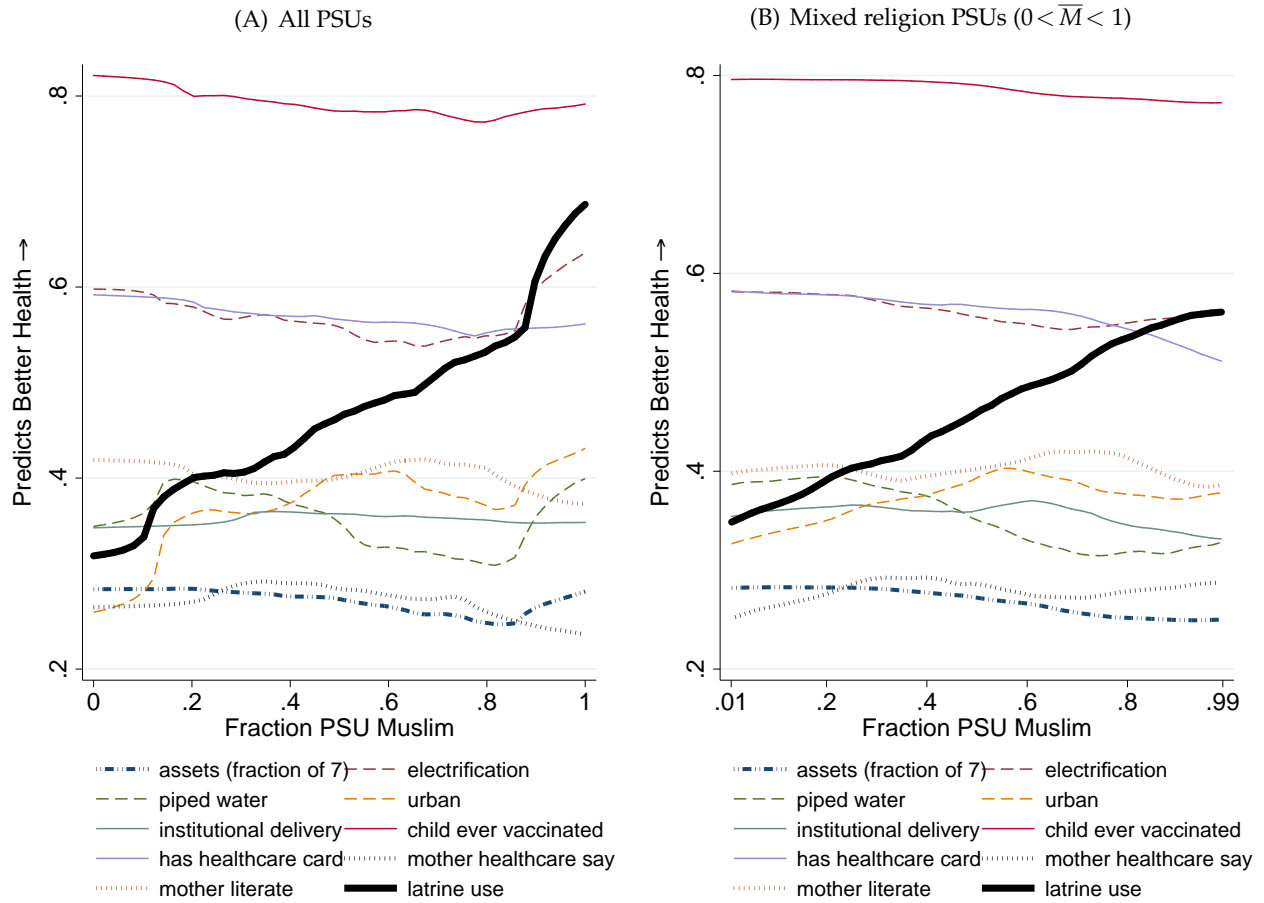 (A) All PSUs
Predicts Better Health →
.8
.6
.4
.2
0 .2 .4 .6 .8 1
Fraction PSU Muslim
assets (fraction of 7) electrification
piped water urban
institutional delivery child ever vaccinated
has healthcare card mother healthcare say
mother literate latrine use
(B) Mixed religion PSUs (0 < M̅ < 1)
Predicts Better Health →
.8
.6
.4
.2
.01 .2 .4 .6 .8 .99
Fraction PSU Muslim
assets (fraction of 7) electrification
piped water urban
institutional delivery child ever vaccinated
has healthcare card mother healthcare say
mother literate latrine use